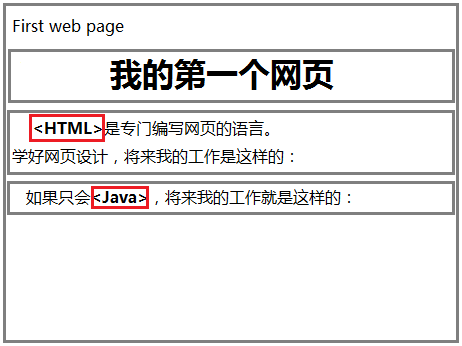 First web page
我的第一个网页
<HTML>是专门编写网页的语言。
学好网页设计，将来我的工作是这样的：
如果只会<Java>，将来我的工作就是这样的：